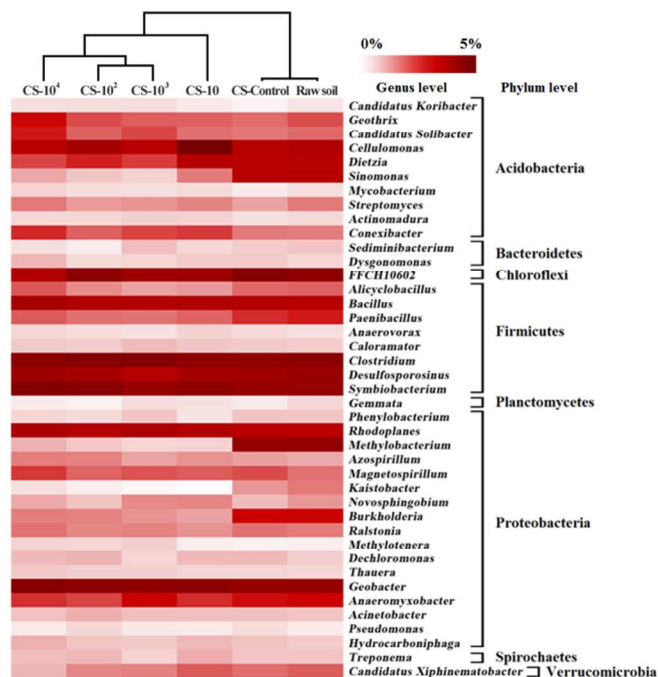 0% 5%
CS-10⁴ CS-10² CS-10³ CS-10 CS-Control Raw soil Genus level Phylum level
Candidatus Koribacter
Geothrix
Candidatus Solibacter
Cellulomonas
Dietzia
Acidobacteria
Sinomonas
Mycobacterium
Streptomyces
Actinomadura
Conexibacter
Sediminibacterium
Bacteroidetes
Dysgonomonas
FFCH10602 Chloroflexi
Alicyclobacillus
Bacillus
Paenibacillus
Anaerovorax
Firmicutes
Caloramator
Clostridium
Desulfosporosinus
Symbiobacterium
Gemmata Planctomycetes
Phenylobacterium
Rhodoplanes
Methylobacterium
Azospirillum
Magnetospirillum
Kaistobacter
Novosphingobium
Burkholderia
Proteobacteria
Ralstonia
Methylotenera
Dechloromonas
Thauera
Geobacter
Anaeromyxobacter
Acinetobacter
Pseudomonas
Hydrocarboniphaga
Treponema Spirochaetes
Candidatus Xiphinematobacter Verrucomicrobia